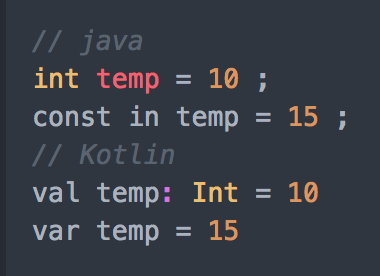 // java
int temp = 10 ;
const in temp = 15 ;
// Kotlin
val temp: Int = 10
var temp = 15